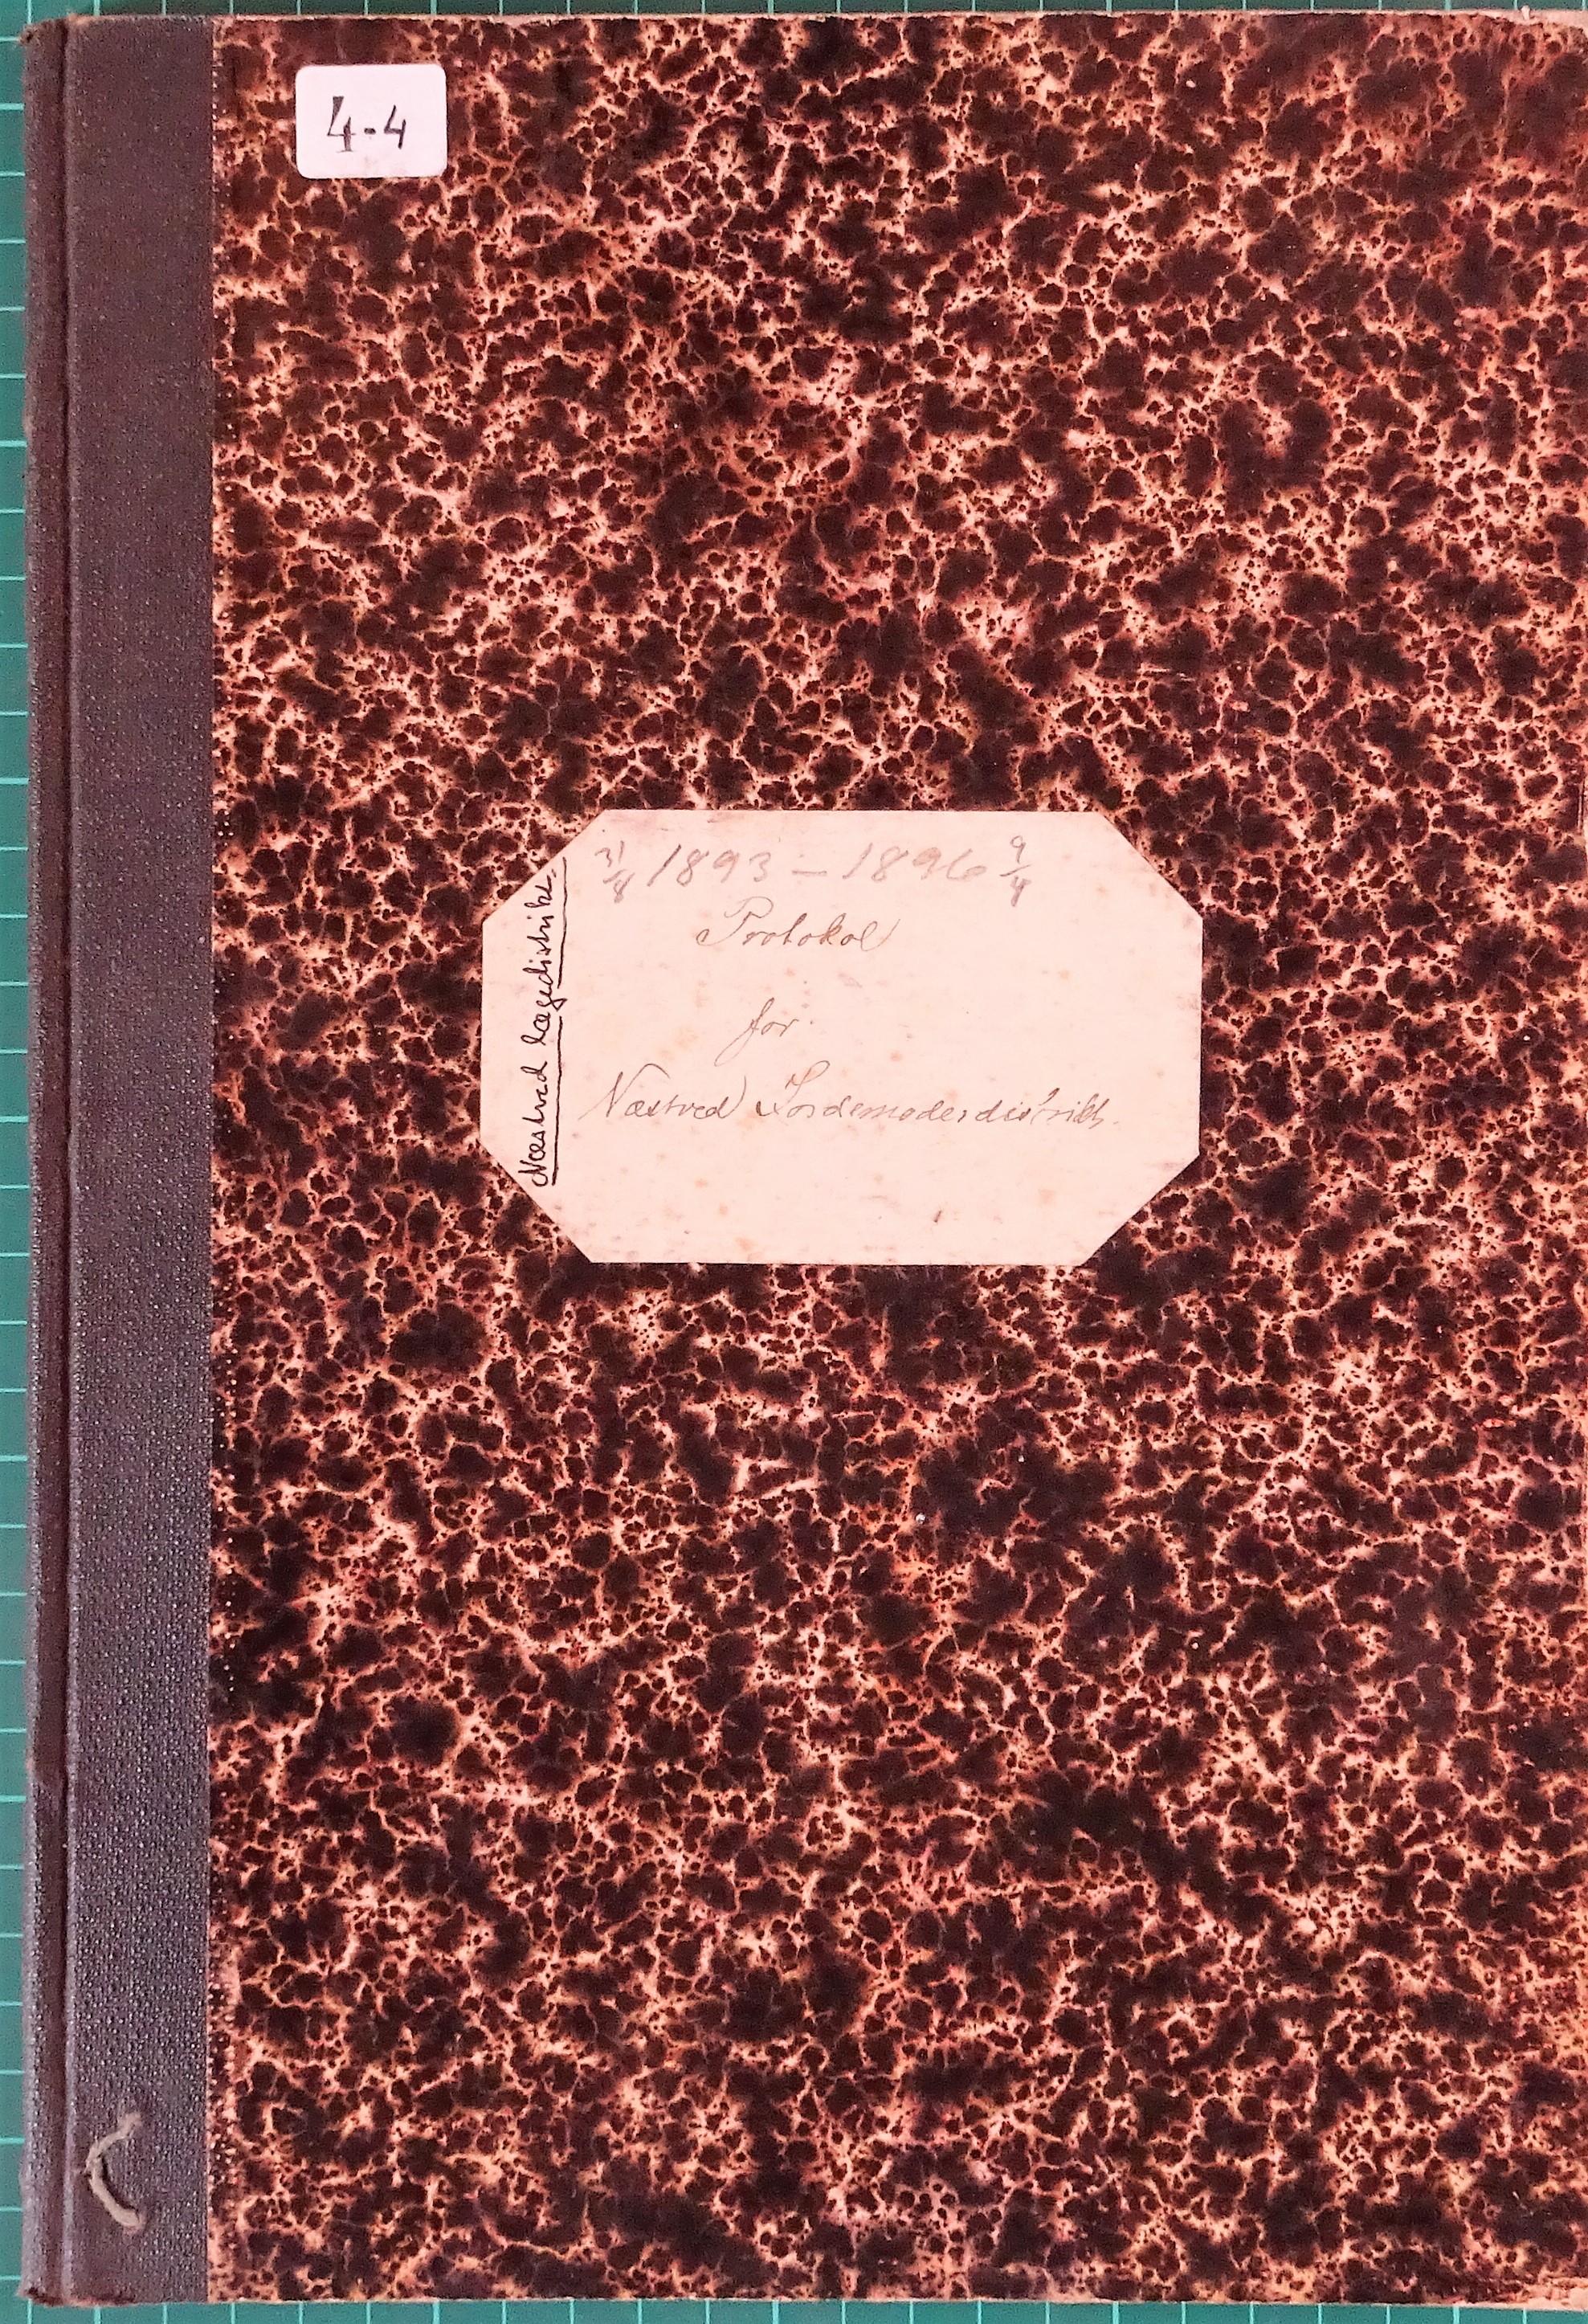 4-4
31/8 1893 - 1896 9/4
Protokol
for
Næstved Jordemoderdistrikt.
Næstved Lægedistrikt.